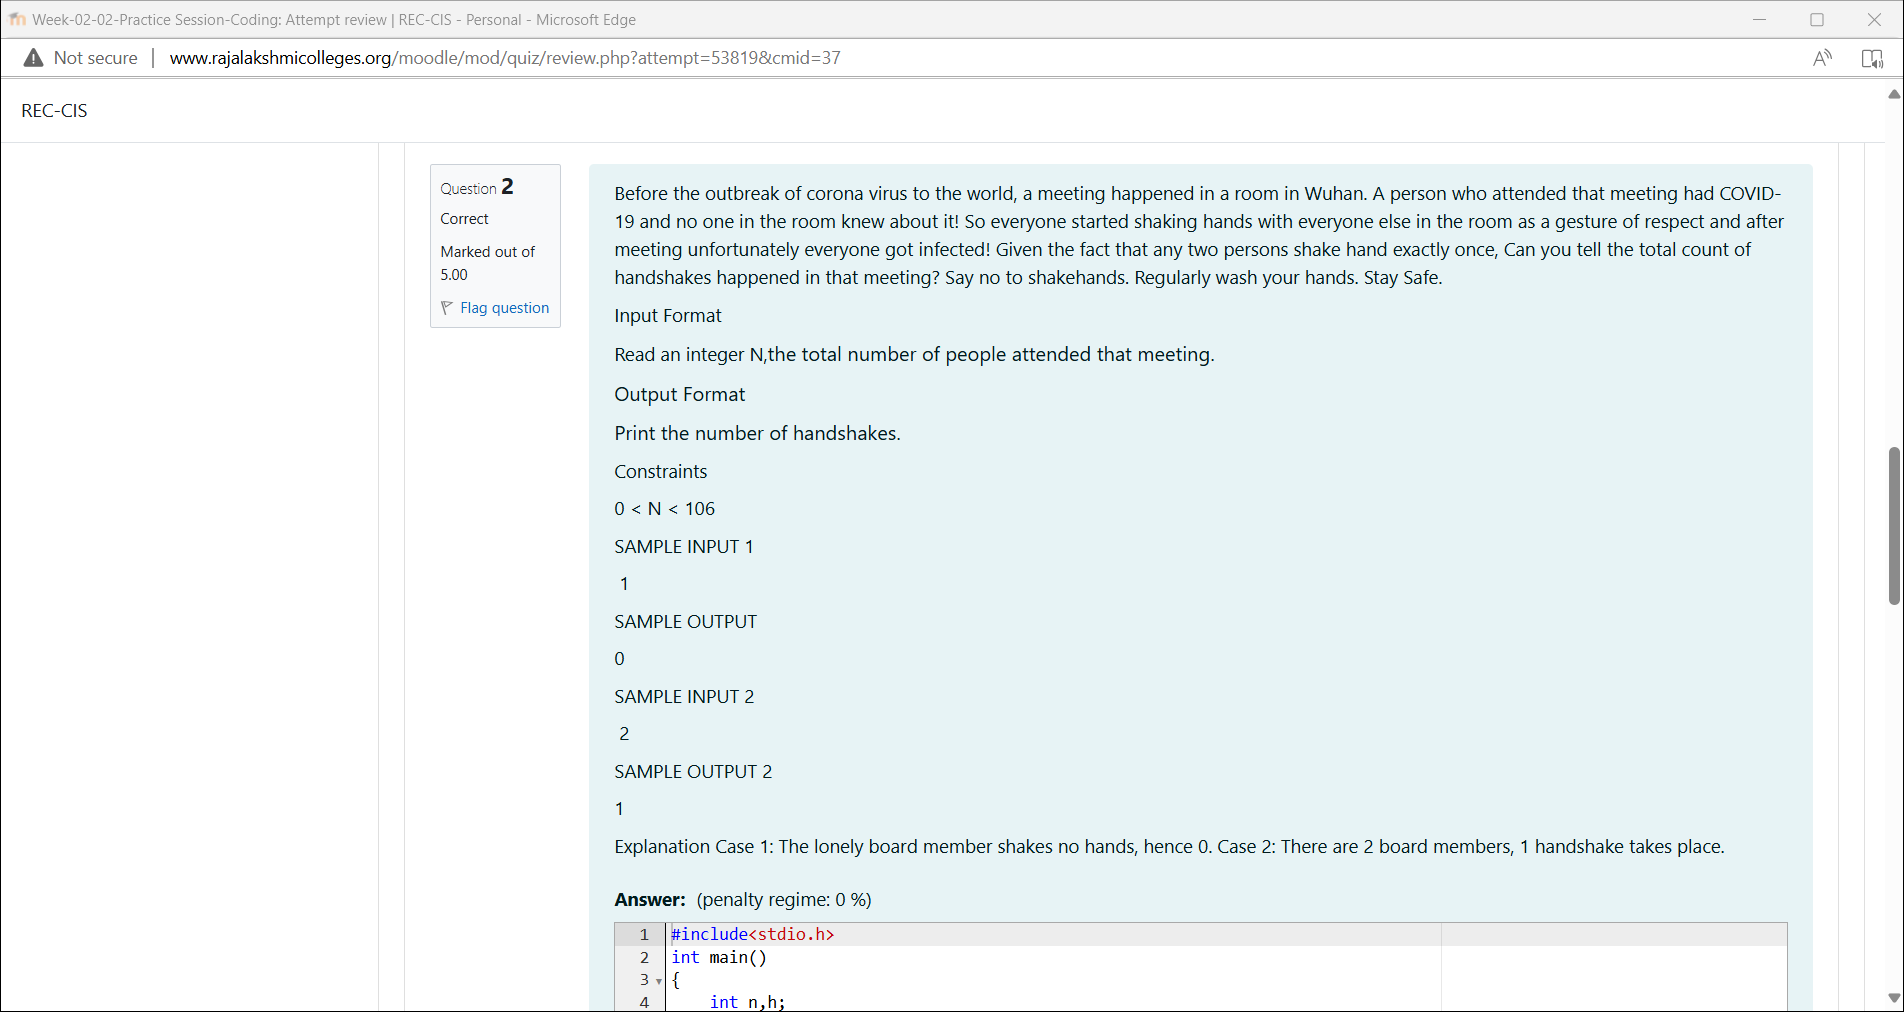 Week-02-02-Practice Session-Coding: Attempt review | REC-CIS - Personal - Microsoft Edge
Not secure | www.rajalakshmicolleges.org/moodle/mod/quiz/review.php?attempt=53819&cmid=37
REC-CIS
Question 2
Correct
Marked out of
5.00
Flag question
Before the outbreak of corona virus to the world, a meeting happened in a room in Wuhan. A person who attended that meeting had COVID-
19 and no one in the room knew about it! So everyone started shaking hands with everyone else in the room as a gesture of respect and after
meeting unfortunately everyone got infected! Given the fact that any two persons shake hand exactly once, Can you tell the total count of
handshakes happened in that meeting? Say no to shakehands. Regularly wash your hands. Stay Safe.
Input Format
Read an integer N,the total number of people attended that meeting.
Output Format
Print the number of handshakes.
Constraints
0 < N < 106
SAMPLE INPUT 1
1
SAMPLE OUTPUT
0
SAMPLE INPUT 2
2
SAMPLE OUTPUT 2
1
Explanation Case 1: The lonely board member shakes no hands, hence 0. Case 2: There are 2 board members, 1 handshake takes place.
Answer: (penalty regime: 0 %)
1 #include<stdio.h>
2 int main()
3 {
4 int n,h;